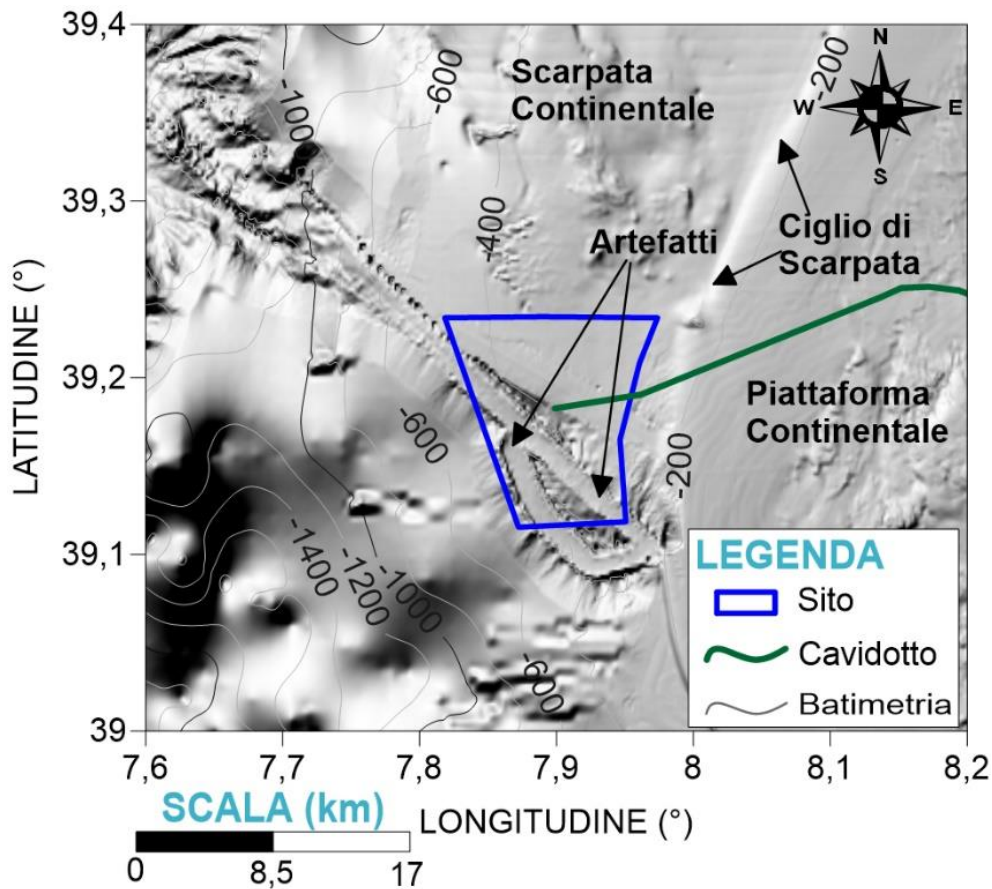 39,4
39,3
39,2
39,1
39
LATITUDINE (°)
7,6
7,7
7,8
7,9
8
8,1
8,2
LONGITUDINE (°)
-1000
-600
Scarpata
Continentale
-200
N
W
E
S
-400
Artefatti
Ciglio di
Scarpata
-600
Piattaforma
Continentale
-200
-1400
-1200
-1000
-600
LEGENDA
Sito
Cavidotto
Batimetria
SCALA (km)
0
8,5
17